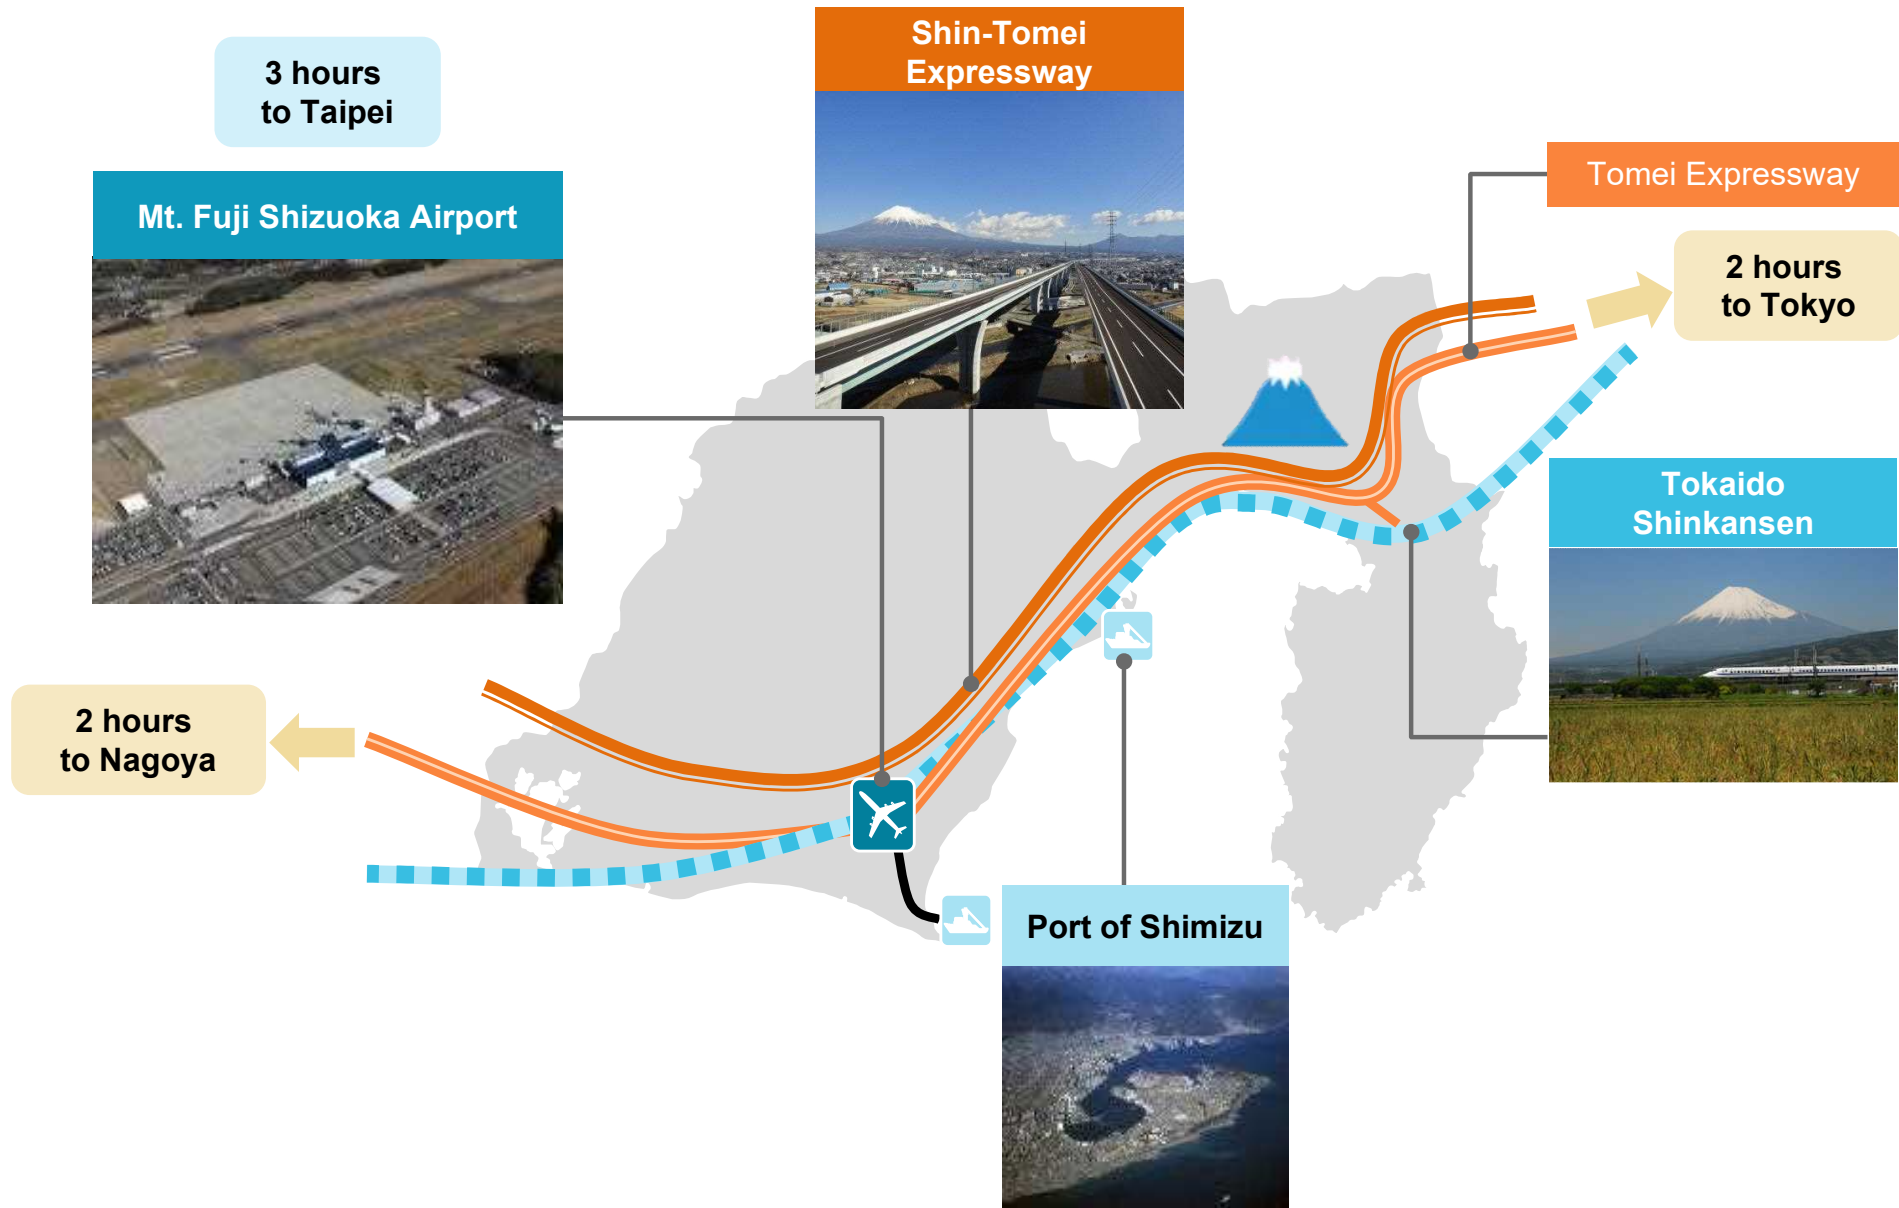 3 hours
to Taipei
Mt. Fuji Shizuoka Airport
Shin-Tomei
Expressway
Tomei Expressway
2 hours
to Tokyo
Tokaido
Shinkansen
2 hours
to Nagoya
Port of Shimizu